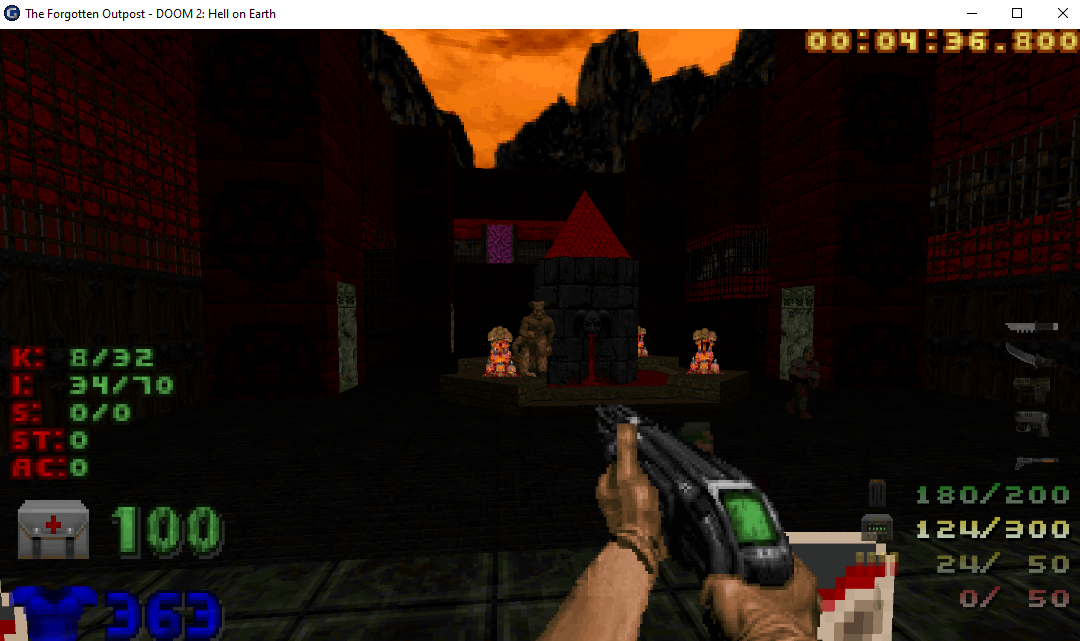 The Forgotten Outpost - DOOM 2: Hell on Earth
00:04:36.800
K: 8/32
I: 34/70
S: 0/0
ST: 0
AC: 0
180/200
100
124/300
24/ 50
363
0/ 50